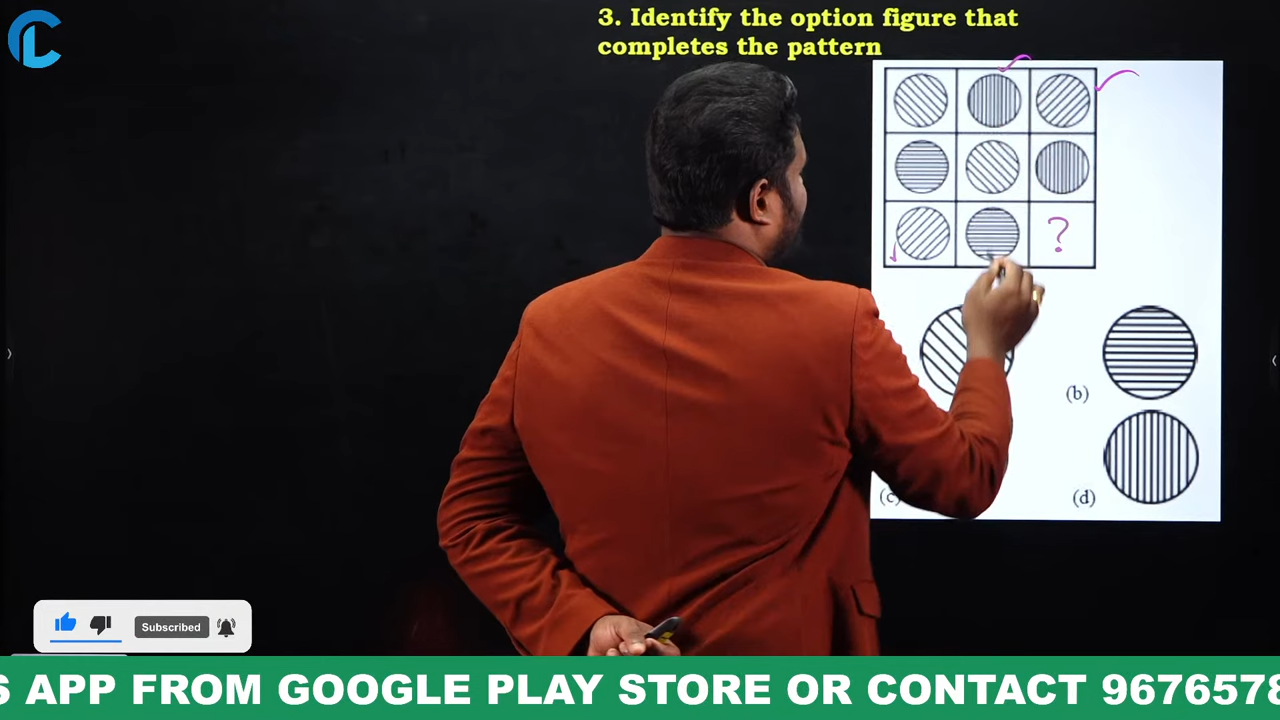 3. Identify the option figure that
completes the pattern
?
(b)
(c)
(d)
Subscribed
S APP FROM GOOGLE PLAY STORE OR CONTACT 9676578